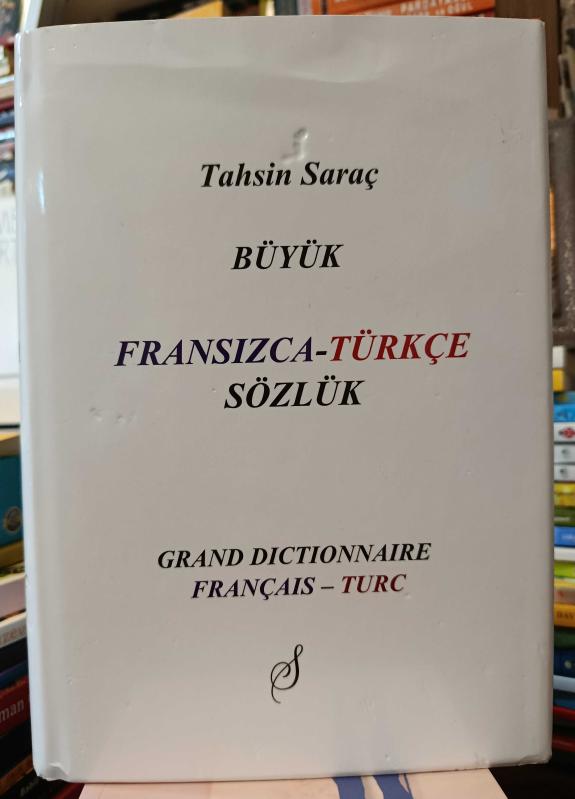 Tahsin Saraç
BÜYÜK
FRANSIZCA-TÜRKÇE
SÖZLÜK
GRAND DICTIONNAIRE
FRANÇAIS – TURC
S